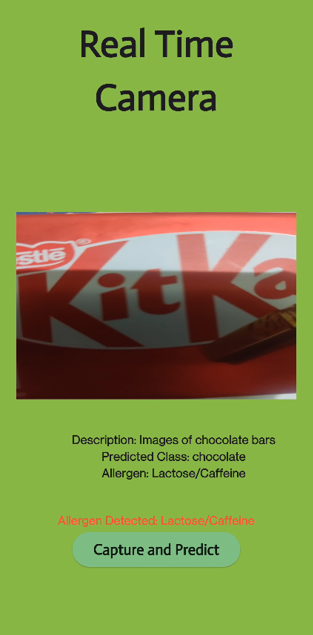 Real Time
Camera
estlé
KitKa
Description: Images of chocolate bars
Predicted Class: chocolate
Allergen: Lactose/Caffeine
Allergen Detected: Lactose/Caffeine
Capture and Predict